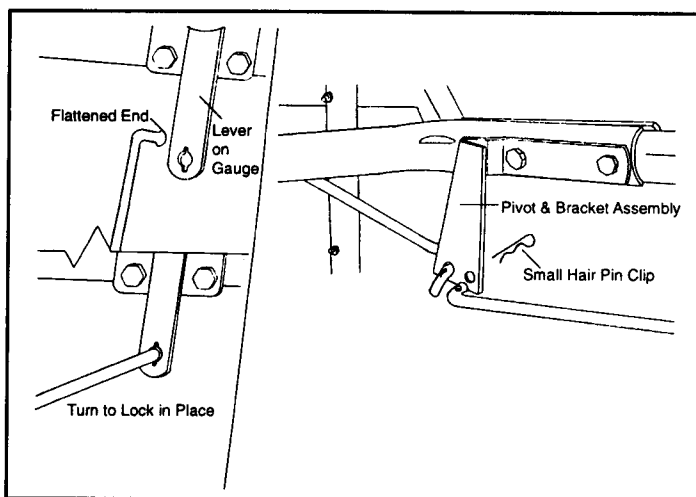 Flattened End
Lever
on
Gauge
Pivot & Bracket Assembly
Small Hair Pin Clip
Turn to Lock in Place